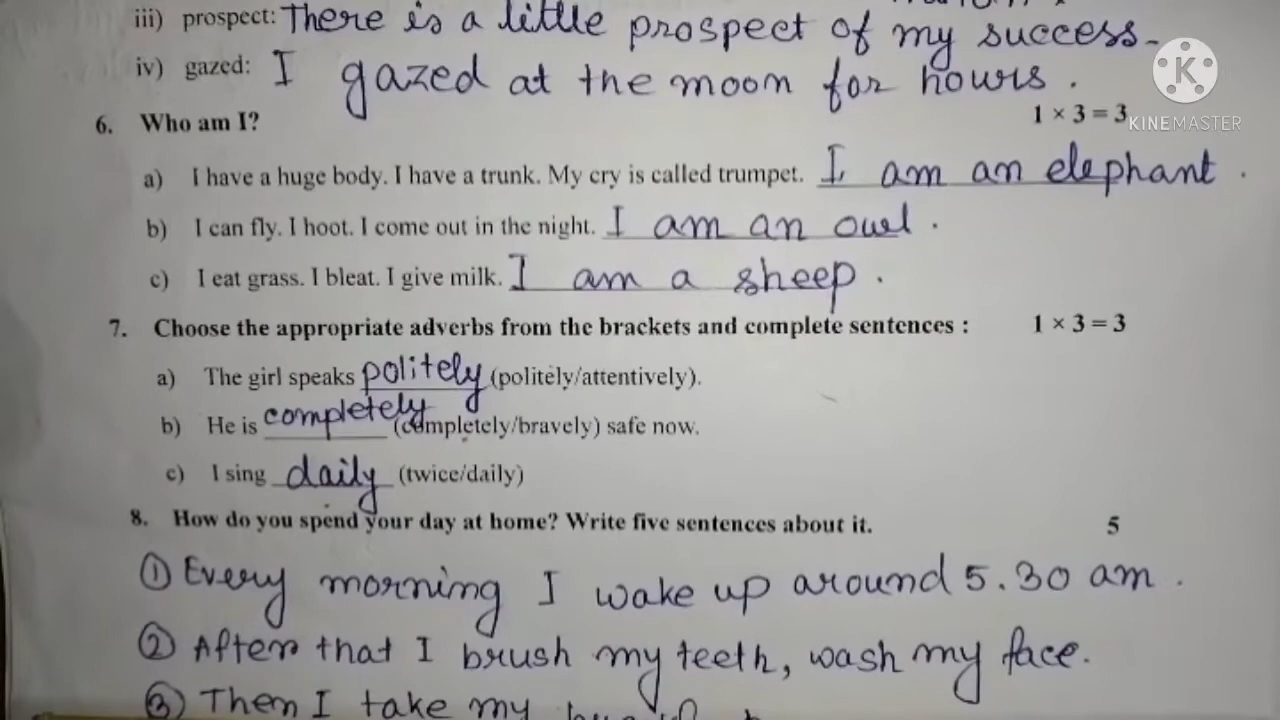 iii) prospect: There is a little prospect of my success.
iv) gazed: I gazed at the moon for hours.
K
KINEMASTER
6. Who am I? 1 × 3 = 3
a) I have a huge body. I have a trunk. My cry is called trumpet. I am an elephant.
b) I can fly. I hoot. I come out in the night. I am an owl.
c) I eat grass. I bleat. I give milk. I am a sheep.
7. Choose the appropriate adverbs from the brackets and complete sentences : 1 × 3 = 3
a) The girl speaks politely (politely/attentively).
b) He is completely (completely/bravely) safe now.
c) I sing daily (twice/daily)
8. How do you spend your day at home? Write five sentences about it. 5
① Every morning I wake up around 5.30 am.
② After that I brush my teeth, wash my face.
③ Then I take my